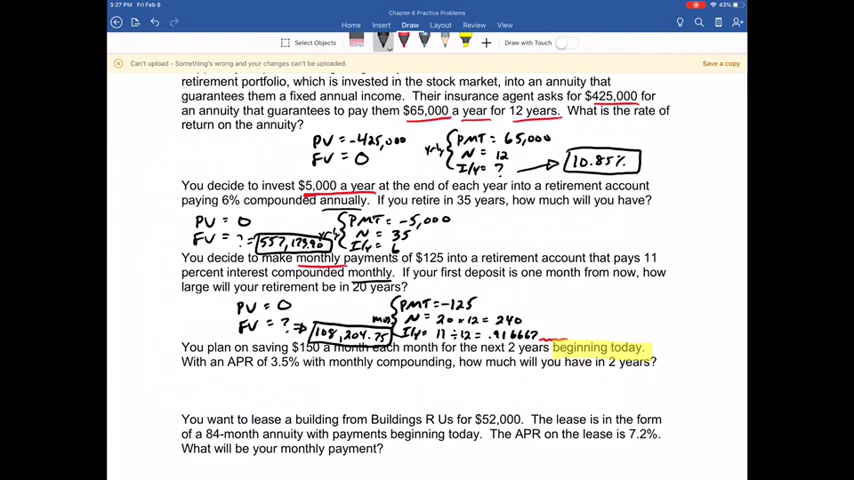 3:27 PM Fri Feb 8
43%
Chapter 6 Practice Problems
Home Insert Draw Layout Review View
Select Objects
Draw with Touch
Can't upload - Something's wrong and your changes can't be uploaded.
Save a copy
retirement portfolio, which is invested in the stock market, into an annuity that
guarantees them a fixed annual income. Their insurance agent asks for $425,000 for
an annuity that guarantees to pay them $65,000 a year for 12 years. What is the rate of
return on the annuity?
PV = -425,000
FV = 0
yrly
PMT = 65,000
N = 12
I/Y = ?
10.85%
You decide to invest $5,000 a year at the end of each year into a retirement account
paying 6% compounded annually. If you retire in 35 years, how much will you have?
PV = 0
FV = ? = 557,173.90
yrly
PMT = -5,000
N = 35
I/Y = 6
You decide to make monthly payments of $125 into a retirement account that pays 11
percent interest compounded monthly. If your first deposit is one month from now, how
large will your retirement be in 20 years?
PV = 0
FV = ? ⇒ 108,204.75
PMT = -125
N = 20 × 12 = 240
I/Y = 11 ÷ 12 = .916667
You plan on saving $150 a month each month for the next 2 years beginning today.
With an APR of 3.5% with monthly compounding, how much will you have in 2 years?
You want to lease a building from Buildings R Us for $52,000. The lease is in the form
of a 84-month annuity with payments beginning today. The APR on the lease is 7.2%.
What will be your monthly payment?